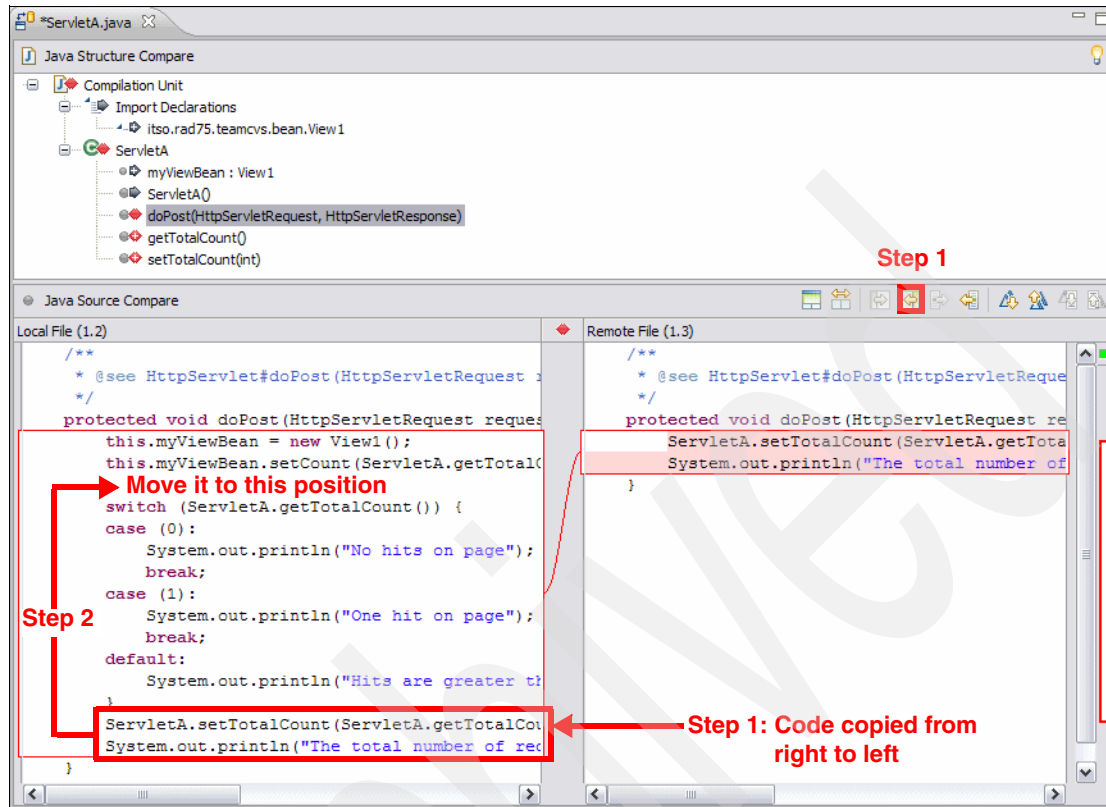 *ServletA.java
Java Structure Compare
Compilation Unit
Import Declarations
itso.rad75.teamcvs.bean.View1
ServletA
myViewBean : View1
ServletA()
doPost(HttpServletRequest, HttpServletResponse)
getTotalCount()
setTotalCount(int)
Step 1
Java Source Compare
Local File (1.2)
Remote File (1.3)
/**
* @see HttpServlet#doPost(HttpServletRequest
*/
protected void doPost(HttpServletRequest reques
this.myViewBean = new View1();
this.myViewBean.setCount(ServletA.getTotalC
Move it to this position
switch (ServletA.getTotalCount()) {
case (0):
System.out.println("No hits on page");
break;
case (1):
Step 2
System.out.println("One hit on page");
break;
default:
System.out.println("Hits are greater th
}
ServletA.setTotalCount(ServletA.getTotalCou
System.out.println("The total number of req
}
/**
* @see HttpServlet#doPost(HttpServletReque
*/
protected void doPost(HttpServletRequest re
ServletA.setTotalCount(ServletA.getTota
System.out.println("The total number of
}
Step 1: Code copied from
right to left